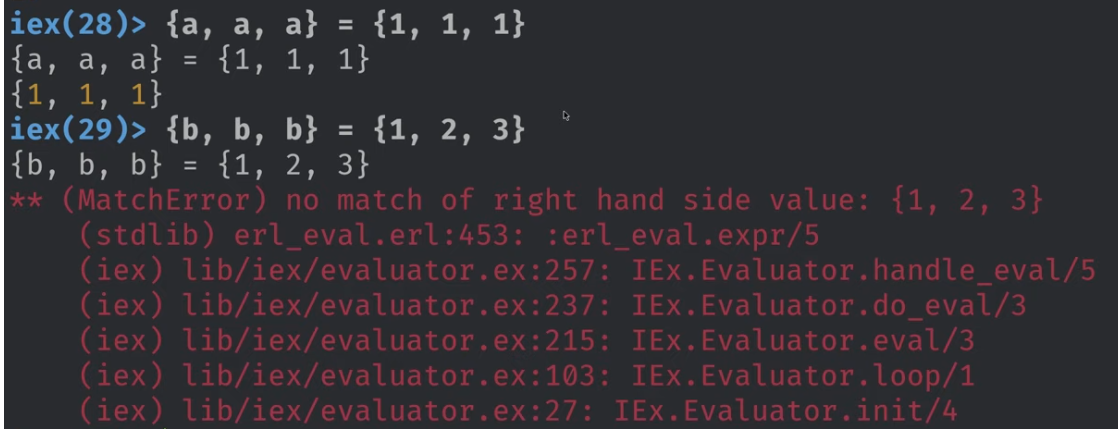 iex(28)> {a, a, a} = {1, 1, 1}
{a, a, a} = {1, 1, 1}
{1, 1, 1}
iex(29)> {b, b, b} = {1, 2, 3}
{b, b, b} = {1, 2, 3}
** (MatchError) no match of right hand side value: {1, 2, 3}
    (stdlib) erl_eval.erl:453: :erl_eval.expr/5
    (iex) lib/iex/evaluator.ex:257: IEx.Evaluator.handle_eval/5
    (iex) lib/iex/evaluator.ex:237: IEx.Evaluator.do_eval/3
    (iex) lib/iex/evaluator.ex:215: IEx.Evaluator.eval/3
    (iex) lib/iex/evaluator.ex:103: IEx.Evaluator.loop/1
    (iex) lib/iex/evaluator.ex:27: IEx.Evaluator.init/4